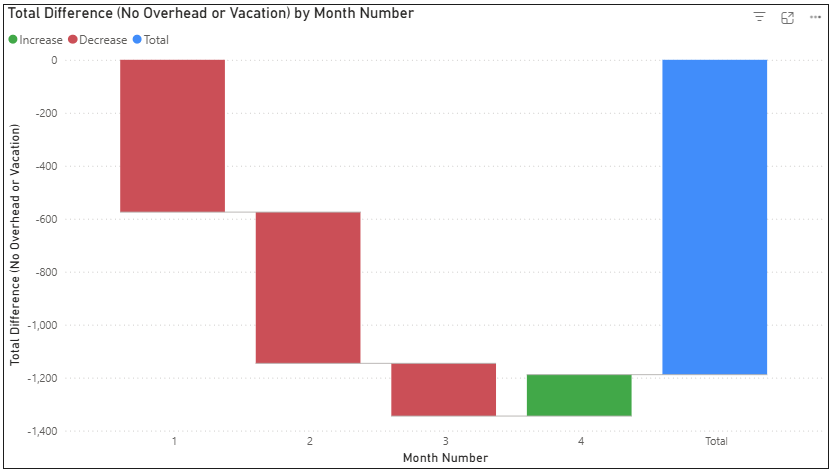 Total Difference (No Overhead or Vacation) by Month Number
Increase Decrease Total
Total Difference (No Overhead or Vacation)
0
-200
-400
-600
-800
-1,000
-1,200
-1,400
1 2 3 4 Total
Month Number